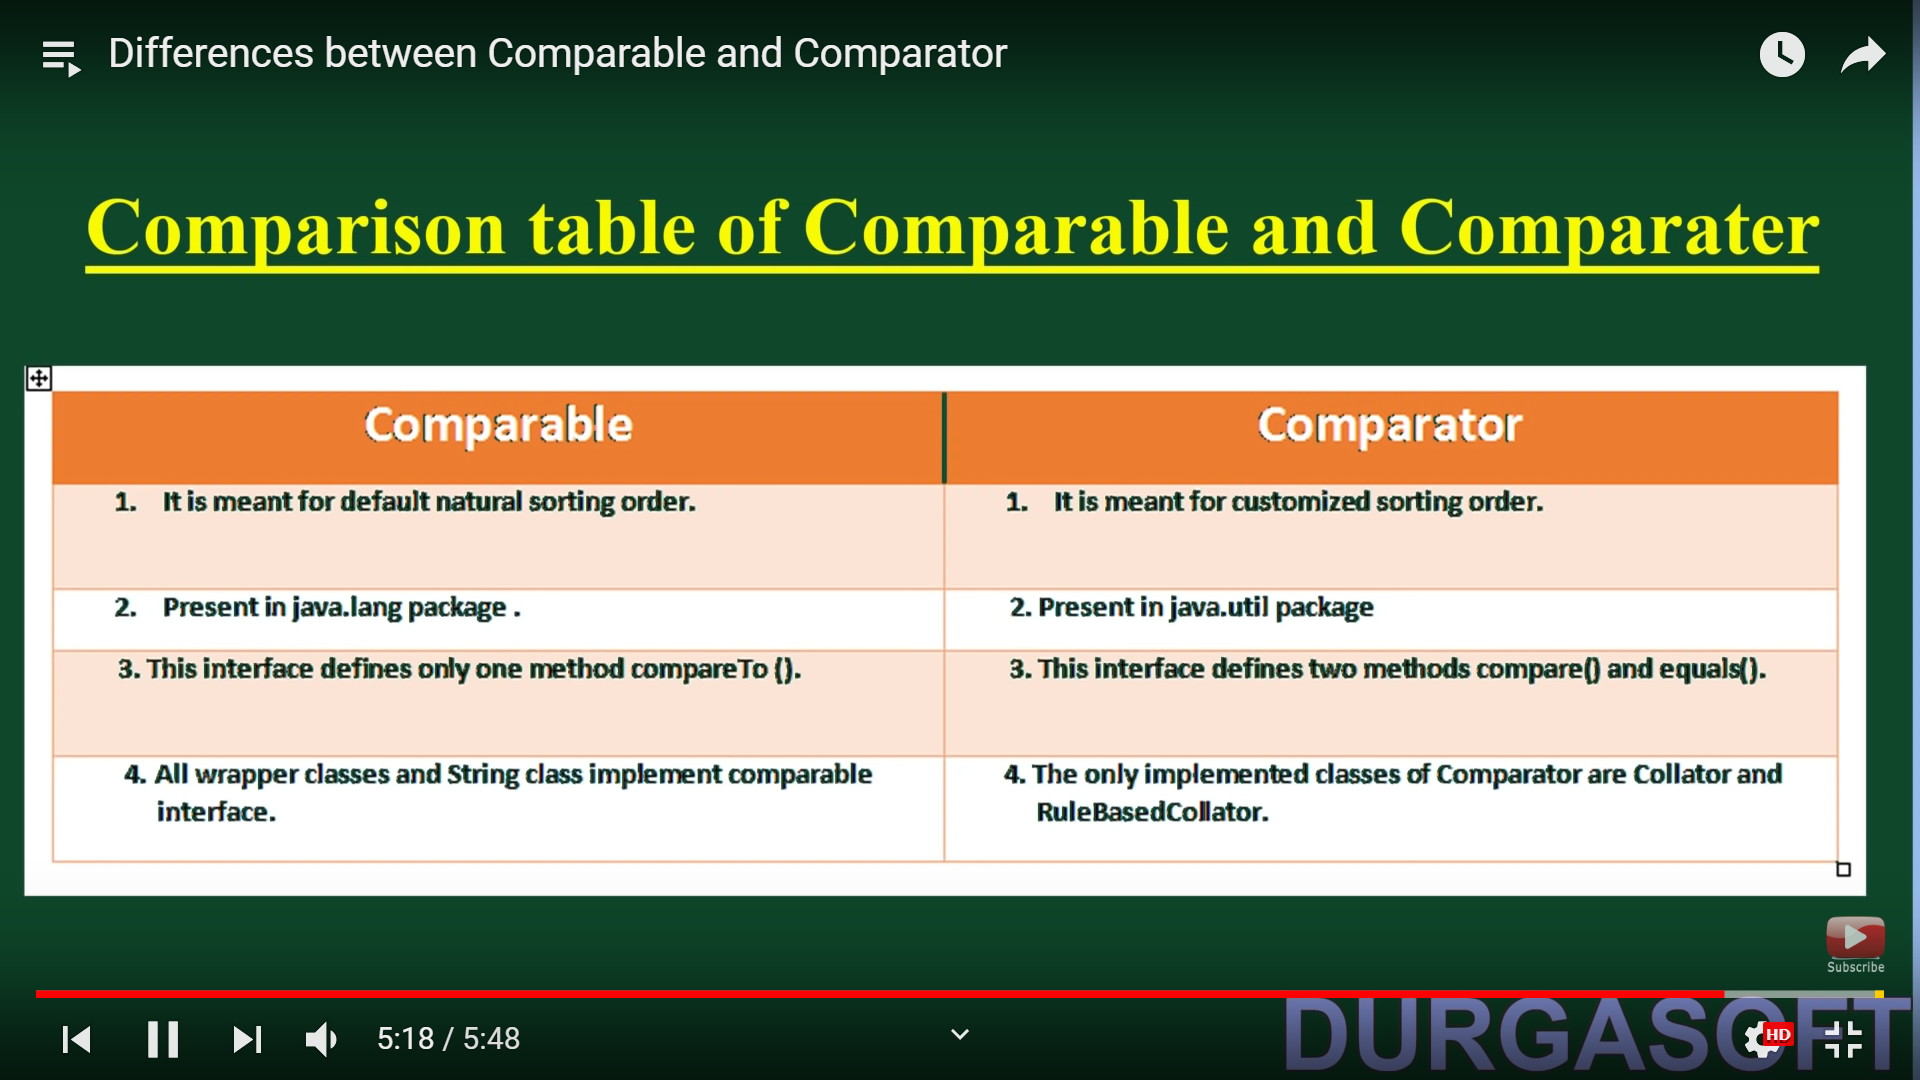 Differences between Comparable and Comparator
Comparison table of Comparable and Comparater
Comparable
Comparator
1. It is meant for default natural sorting order.
1. It is meant for customized sorting order.
2. Present in java.lang package .
2. Present in java.util package
3. This interface defines only one method compareTo ().
3. This interface defines two methods compare() and equals().
4. All wrapper classes and String class implement comparable
interface.
4. The only implemented classes of Comparator are Collator and
RuleBasedCollator.
Subscribe
5:18 / 5:48
HD
DURGASOFT